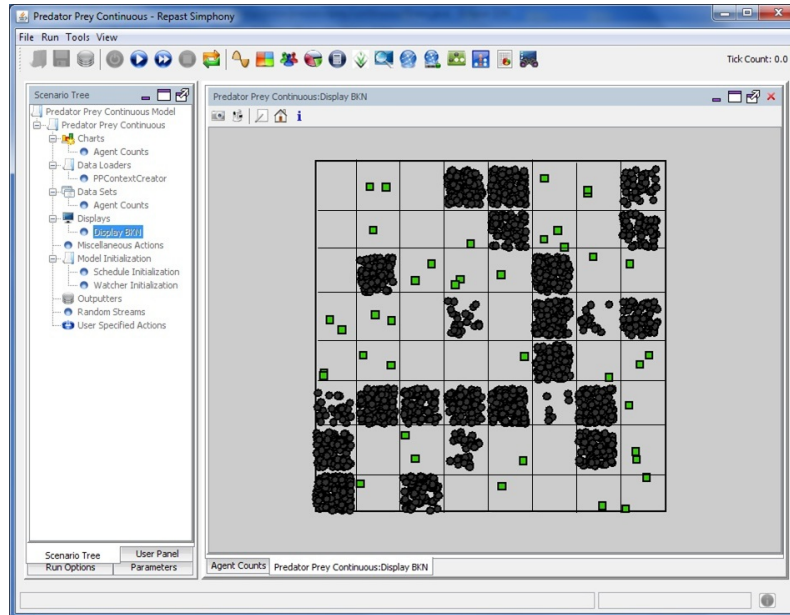 Predator Prey Continuous - Repast Simphony
File Run Tools View
Tick Count: 0.0
Scenario Tree
Predator Prey Continuous Model
Predator Prey Continuous
Charts
Agent Counts
Data Loaders
PPContextCreator
Data Sets
Agent Counts
Displays
Display BKN
Miscellaneous Actions
Model Initialization
Schedule Initialization
Watcher Initialization
Outputters
Random Streams
User Specified Actions
Scenario Tree
User Panel
Run Options
Parameters
Predator Prey Continuous:Display BKN
Agent Counts
Predator Prey Continuous:Display BKN